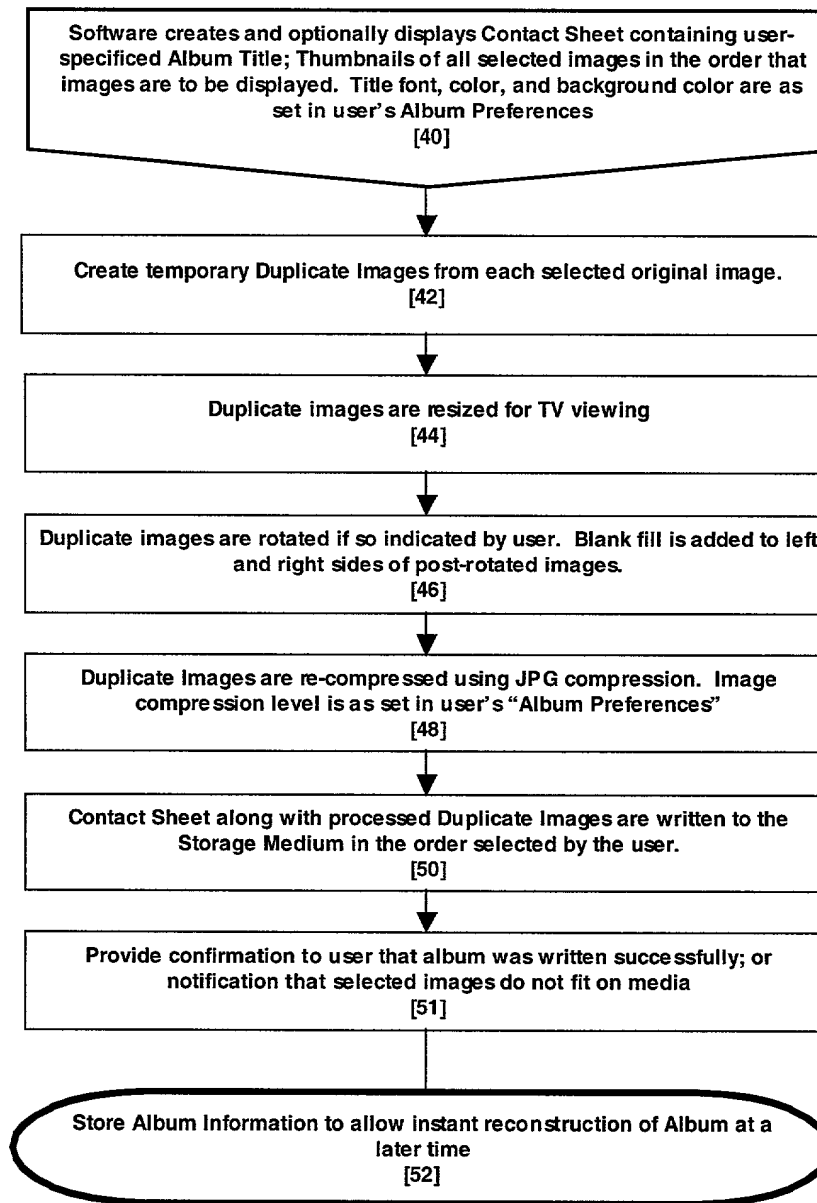 Software creates and optionally displays Contact Sheet containing user-
specificed Album Title; Thumbnails of all selected images in the order that
images are to be displayed. Title font, color, and background color are as
set in user's Album Preferences
[40]
Create temporary Duplicate Images from each selected original image.
[42]
Duplicate images are resized for TV viewing
[44]
Duplicate images are rotated if so indicated by user. Blank fill is added to left
and right sides of post-rotated images.
[46]
Duplicate Images are re-compressed using JPG compression. Image
compression level is as set in user's “Album Preferences”
[48]
Contact Sheet along with processed Duplicate Images are written to the
Storage Medium in the order selected by the user.
[50]
Provide confirmation to user that album was written successfully; or
notification that selected images do not fit on media
[51]
Store Album Information to allow instant reconstruction of Album at a
later time
[52]